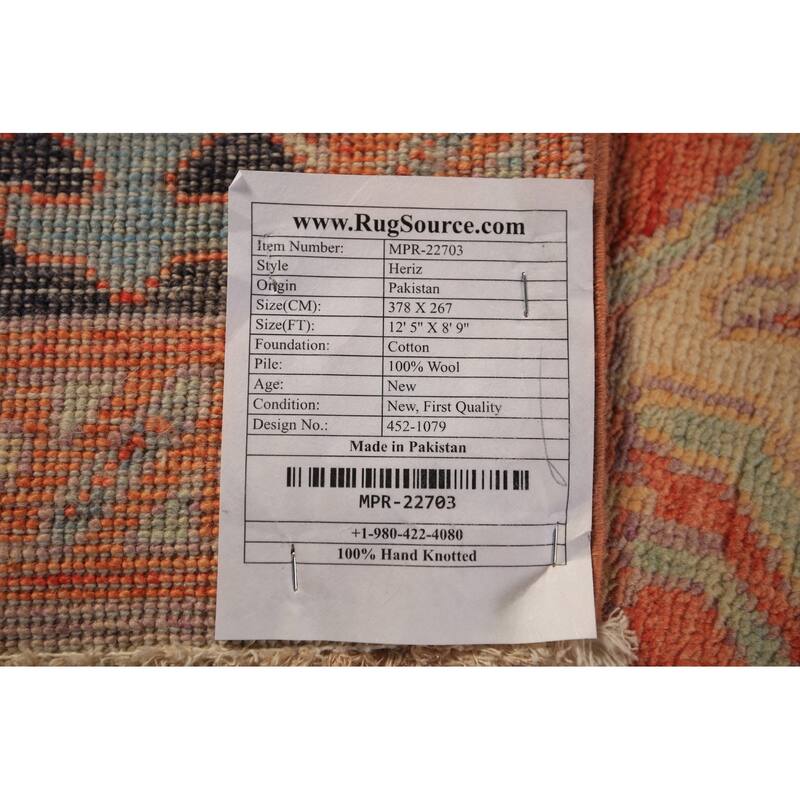 www.RugSource.com
Item Number: MPR-22703
Style Heriz
Origin Pakistan
Size(CM): 378 X 267
Size(FT): 12' 5" X 8' 9"
Foundation: Cotton
Pile: 100% Wool
Age: New
Condition: New, First Quality
Design No.: 452-1079
Made in Pakistan
MPR-22703
+1-980-422-4080
100% Hand Knotted